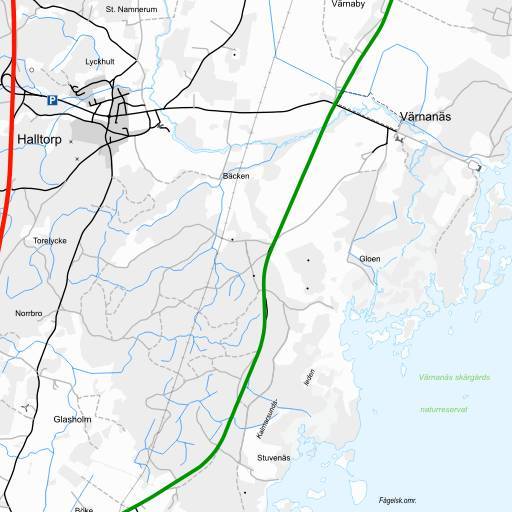 St. Namnerum
Värnaby
Lyckhult
P
Värnanäs
Halltorp
Bäcken
Torelycke
Gloen
Norrbro
Värnanäs skärgårds
naturreservat
Kalmarsunds-
leden
Glasholm
Stuvenäs
Fågelsk.omr.
Böke